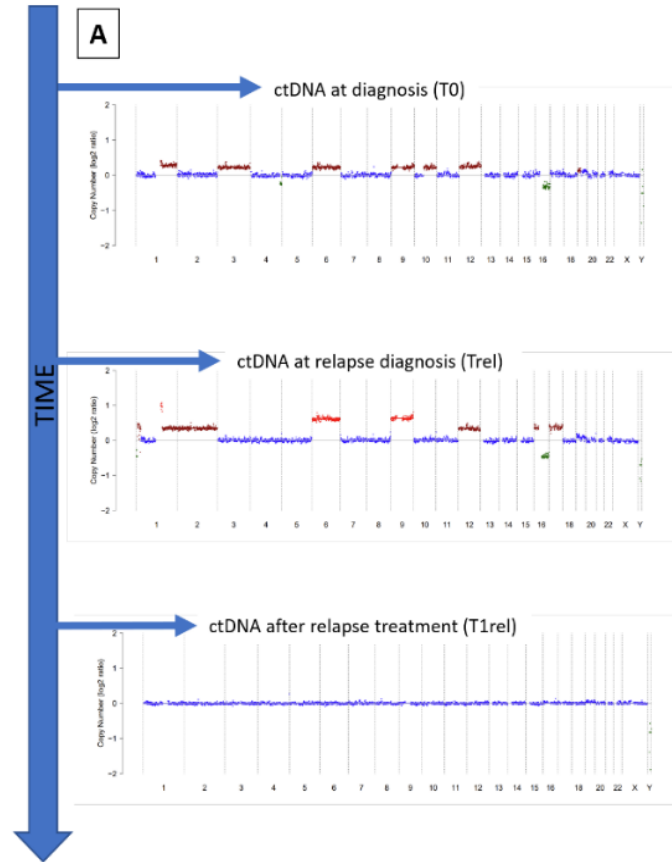 A
ctDNA at diagnosis (T0)
Copy Number (log2 ratio)
2
1
0
−1
−2
1 2 3 4 5 6 7 8 9 10 11 12 13 14 15 16 18 20 22 X Y
TIME
ctDNA at relapse diagnosis (Trel)
Copy Number (log2 ratio)
2
1
0
−1
−2
1 2 3 4 5 6 7 8 9 10 11 12 13 14 15 16 18 20 22 X Y
ctDNA after relapse treatment (T1rel)
Copy Number (log2 ratio)
2
1
0
−1
−2
1 2 3 4 5 6 7 8 9 10 11 12 13 14 15 16 18 20 22 X Y